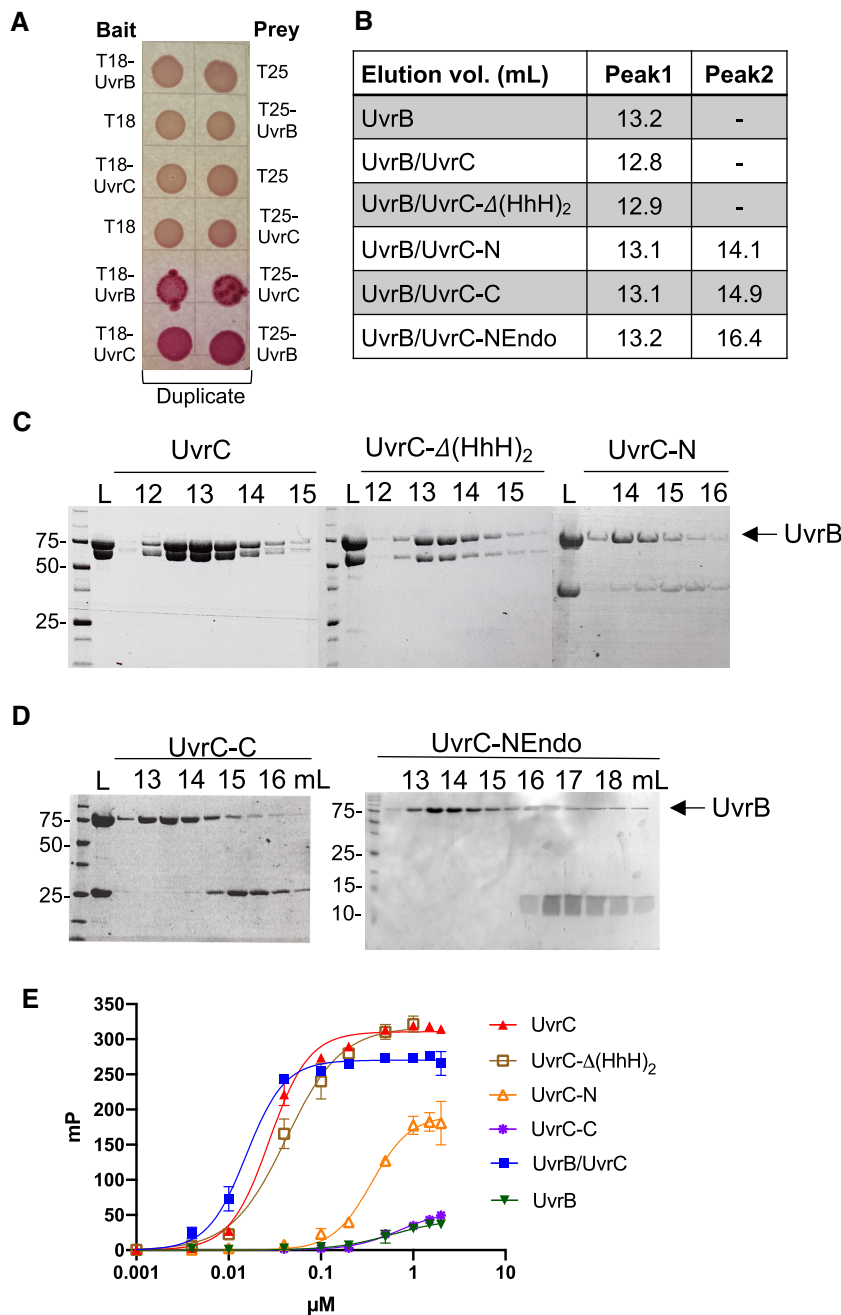 A
Bait
Prey
T18-
UvrB
T25
T18
T25-
UvrB
T18-
UvrC
T25
T18
T25-
UvrC
T18-
UvrB
T25-
UvrC
T18-
UvrC
T25-
UvrB
Duplicate
B
Elution vol. (mL) Peak1 Peak2
UvrB 13.2 -
UvrB/UvrC 12.8 -
UvrB/UvrC-Δ(HhH)₂ 12.9 -
UvrB/UvrC-N 13.1 14.1
UvrB/UvrC-C 13.1 14.9
UvrB/UvrC-NEndo 13.2 16.4
C
UvrC
L 12 13 14 15
UvrC-Δ(HhH)₂
L 12 13 14 15
UvrC-N
L 14 15 16
75-
50-
25-
UvrB
D
UvrC-C
L 13 14 15 16 mL
75-
50-
25-
UvrC-NEndo
13 14 15 16 17 18 mL
75-
25-
15-
10-
UvrB
E
mP
350
300
250
200
150
100
50
0
0.001 0.01 0.1 1 10
µM
UvrC
UvrC-Δ(HhH)₂
UvrC-N
UvrC-C
UvrB/UvrC
UvrB